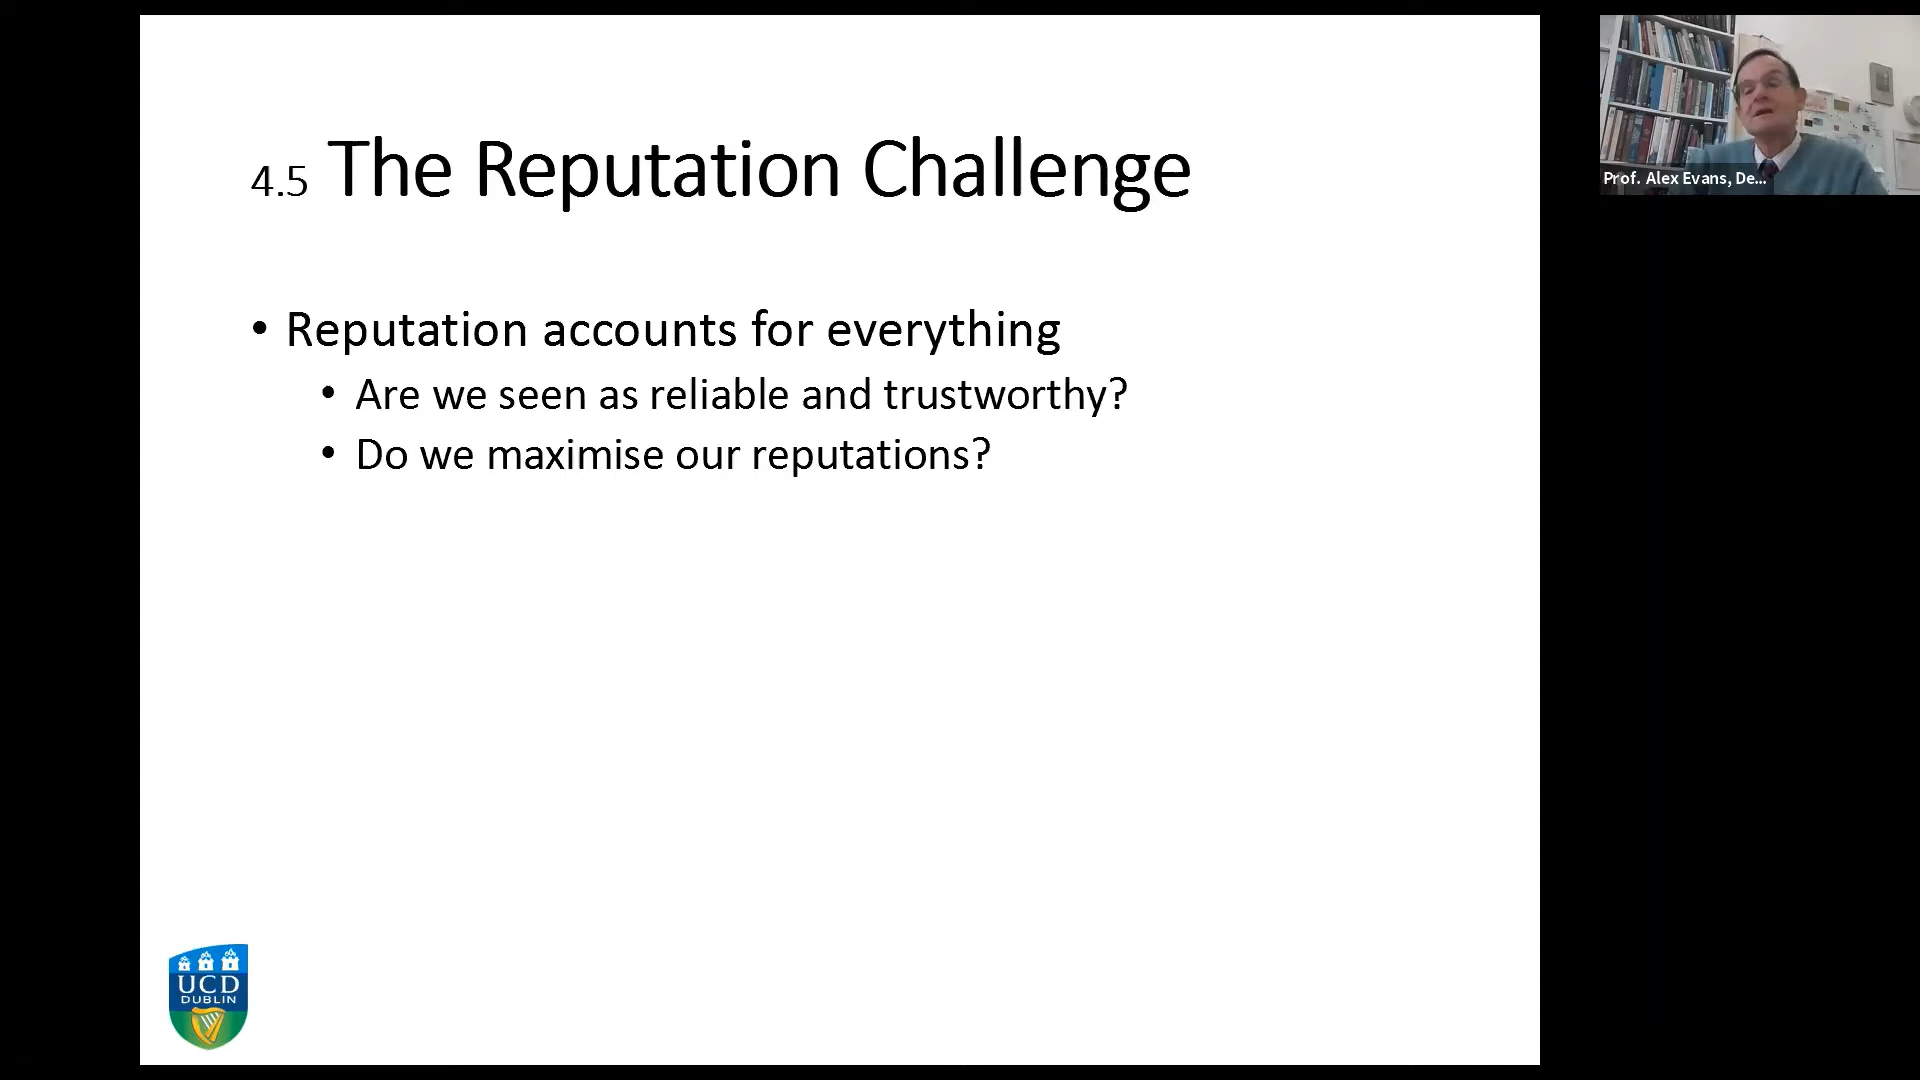 4.5 The Reputation Challenge
• Reputation accounts for everything
• Are we seen as reliable and trustworthy?
• Do we maximise our reputations?
UCD
DUBLIN
Prof. Alex Evans, De...